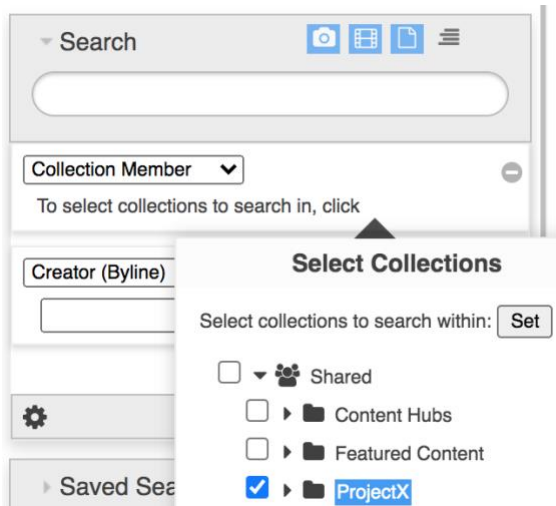 Search
Collection Member
To select collections to search in, click
Creator (Byline)
Select Collections
Select collections to search within: Set
Shared
Content Hubs
Featured Content
ProjectX
Saved Sea